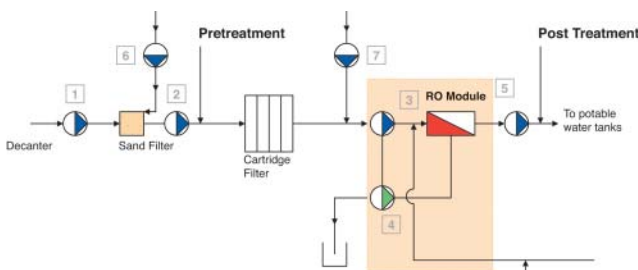 Pretreatment
Post Treatment
6
7
1
2
3
RO Module
5
Decanter
Sand Filter
Cartridge
Filter
To potable
water tanks
4